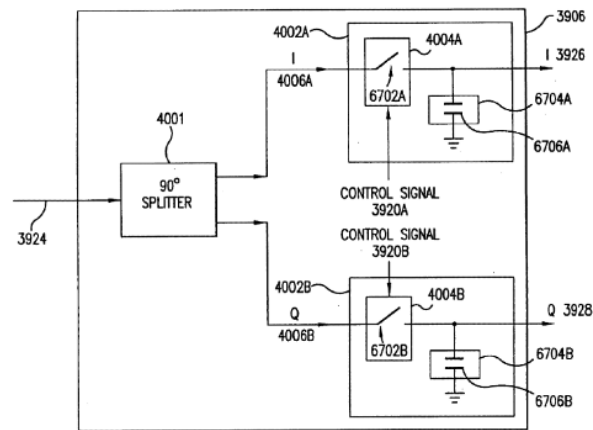 3906
4002A
4004A
I
4006A
6702A
I 3926
6704A
6706A
4001
90°
SPLITTER
3924
CONTROL SIGNAL
3920A
CONTROL SIGNAL
3920B
4002B
4004B
Q
4006B
6702B
Q 3928
6704B
6706B